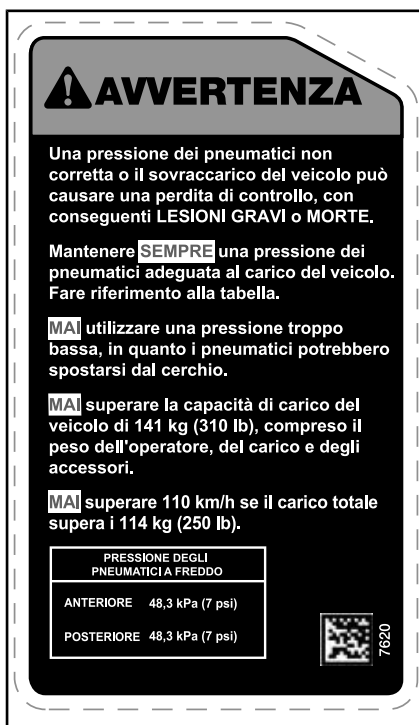 AVVERTENZA
Una pressione dei pneumatici non
corretta o il sovraccarico del veicolo può
causare una perdita di controllo, con
conseguenti LESIONI GRAVI o MORTE.
Mantenere SEMPRE una pressione dei
pneumatici adeguata al carico del veicolo.
Fare riferimento alla tabella.
MAI utilizzare una pressione troppo
bassa, in quanto i pneumatici potrebbero
spostarsi dal cerchio.
MAI superare la capacità di carico del
veicolo di 141 kg (310 lb), compreso il
peso dell'operatore, del carico e degli
accessori.
MAI superare 110 km/h se il carico totale
supera i 114 kg (250 lb).
PRESSIONE DEGLI
PNEUMATICI A FREDDO
ANTERIORE 48,3 kPa (7 psi)
POSTERIORE 48,3 kPa (7 psi)
7620